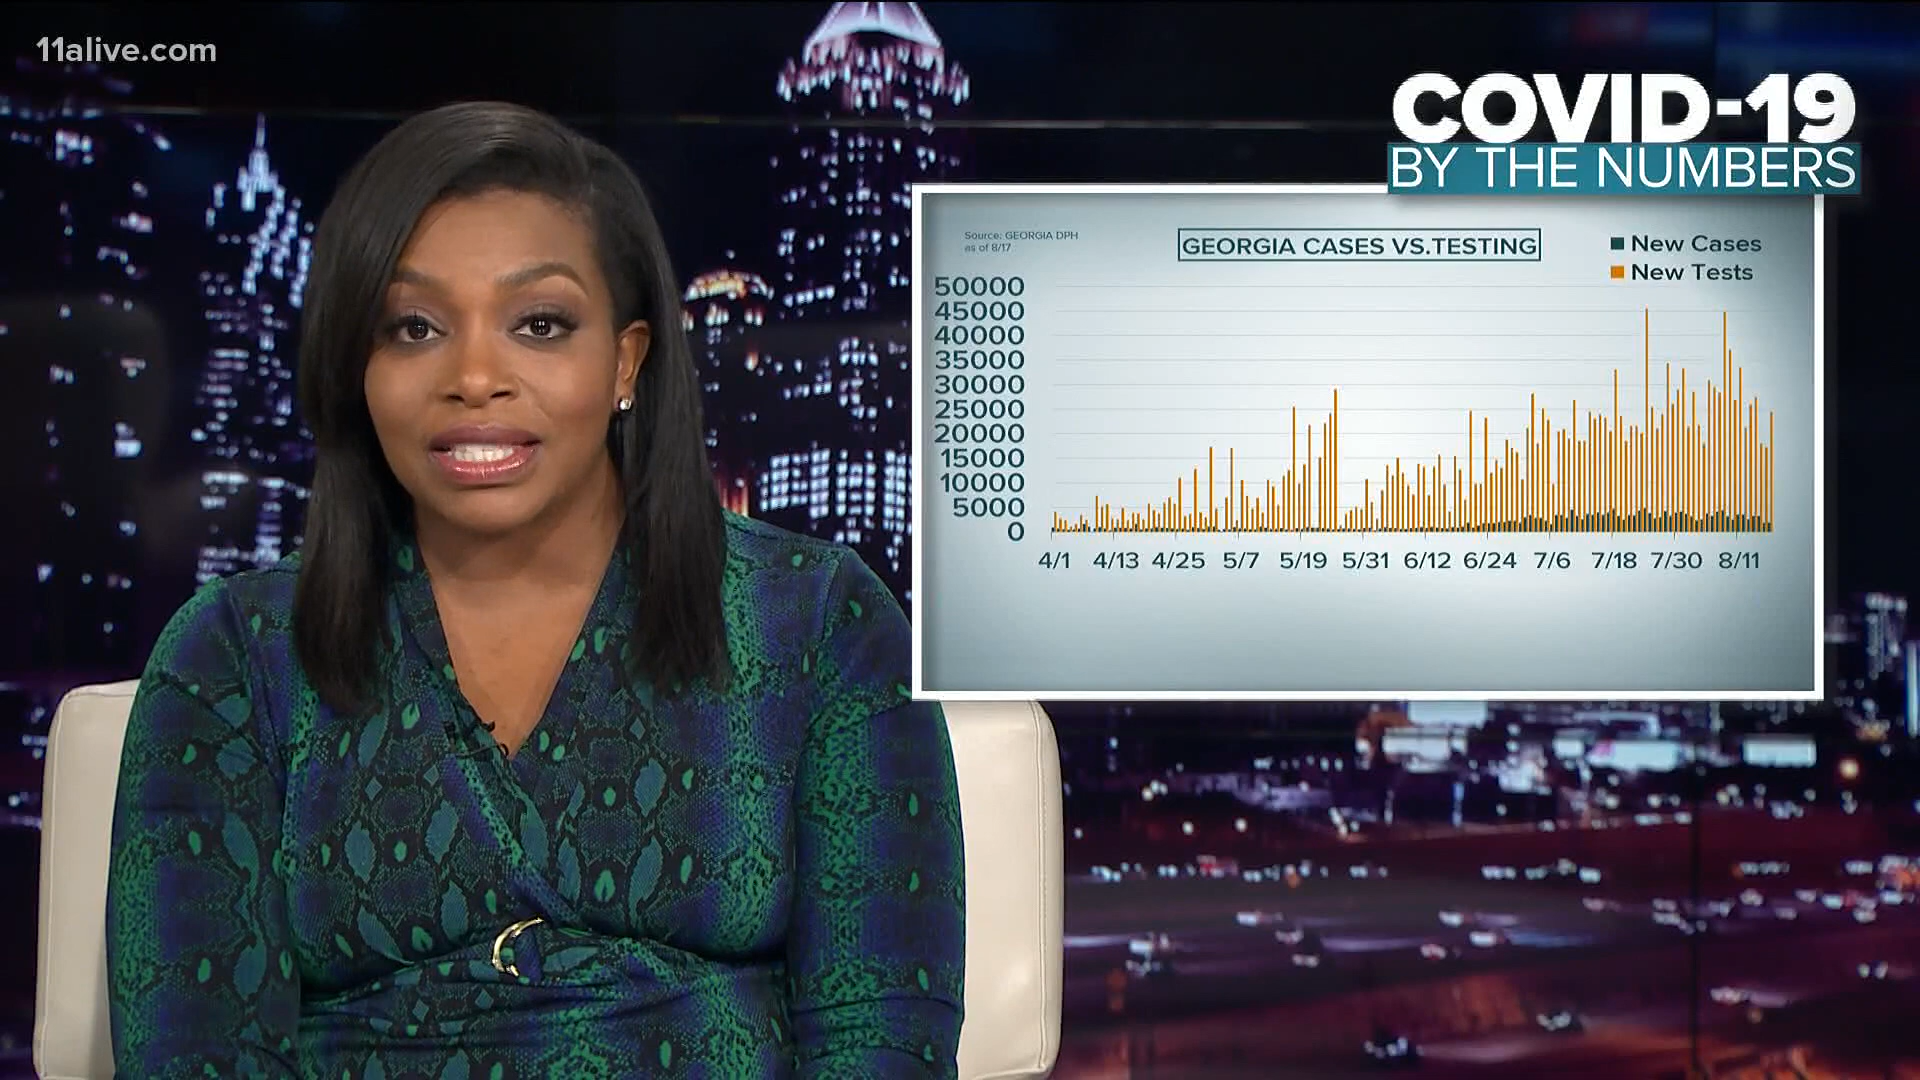 11alive.com
COVID-19
BY THE NUMBERS
Source: GEORGIA DPH
as of 8/17
GEORGIA CASES VS.TESTING
New Cases
New Tests
50000
45000
40000
35000
30000
25000
20000
15000
10000
5000
0
4/1 4/13 4/25 5/7 5/19 5/31 6/12 6/24 7/6 7/18 7/30 8/11